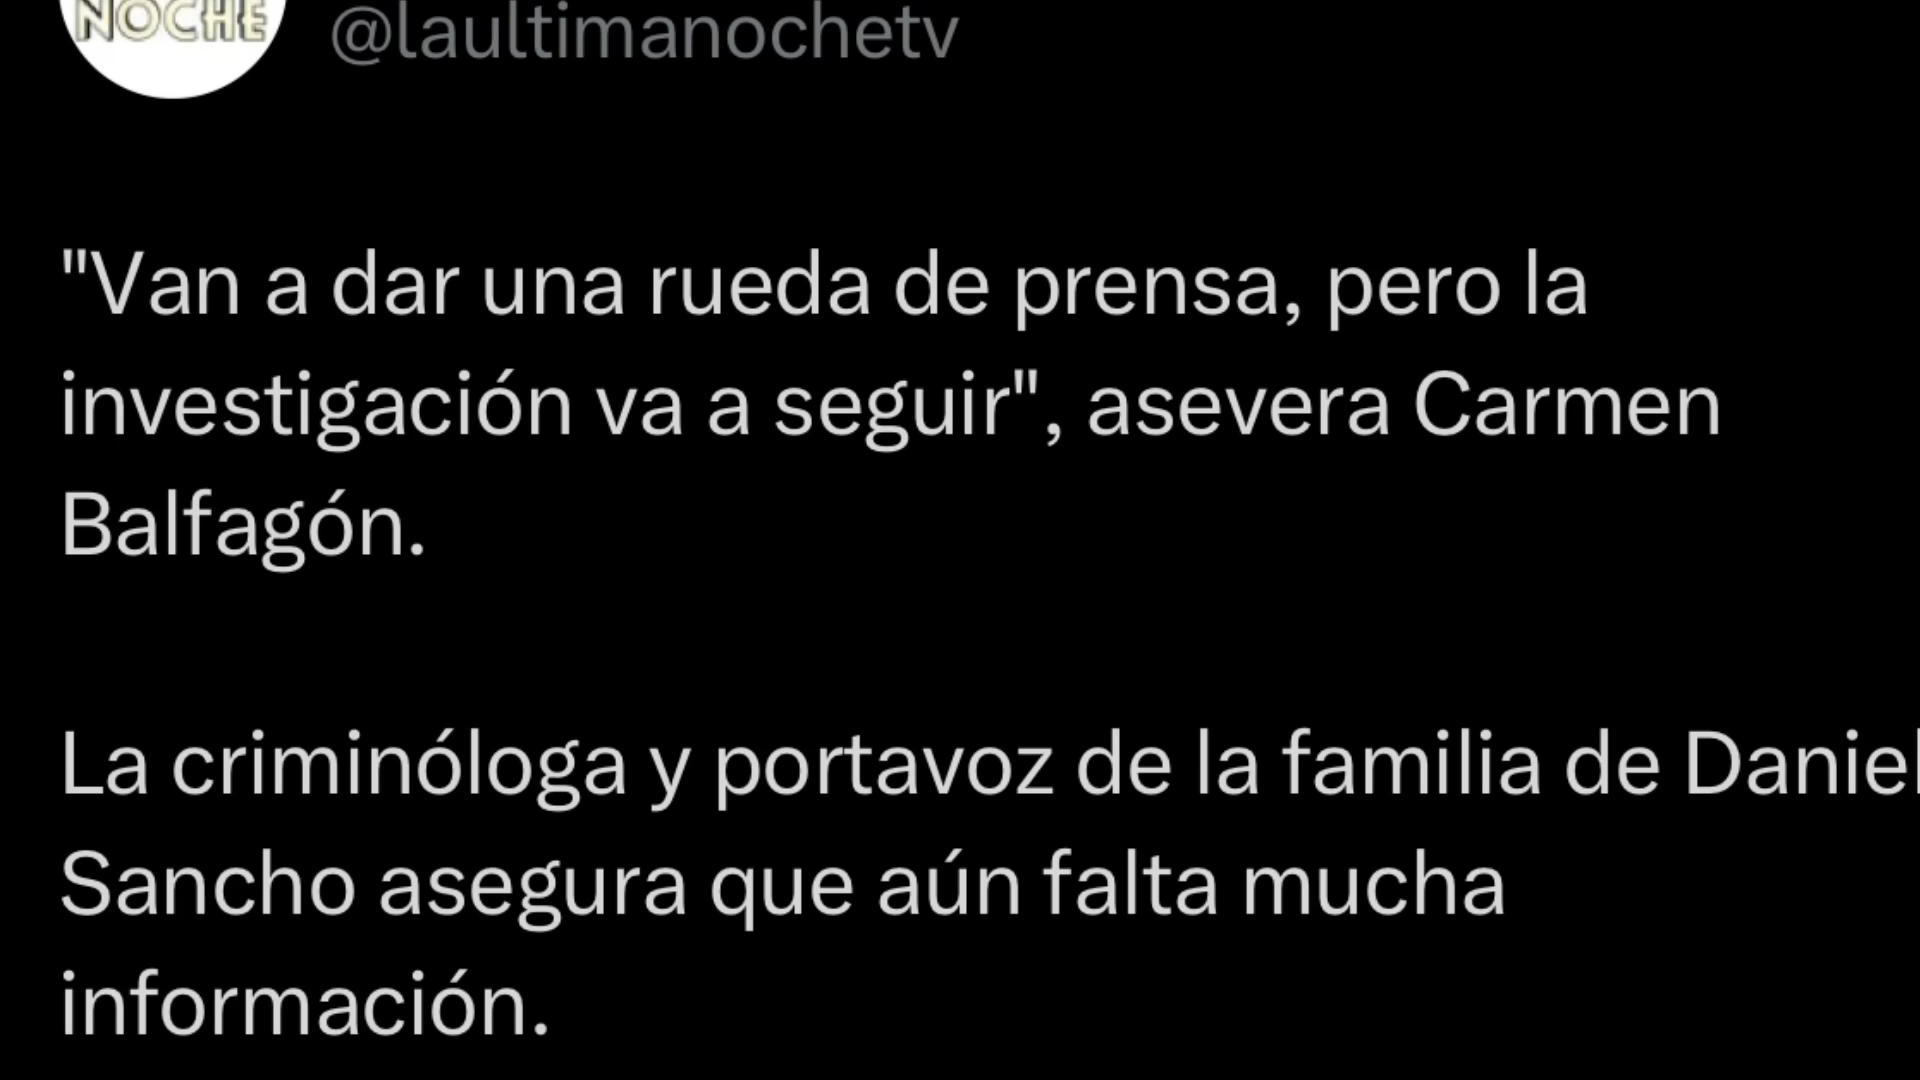 NOCHE
@laultimanochetv
"Van a dar una rueda de prensa, pero la
investigación va a seguir", asevera Carmen
Balfagón.
La criminóloga y portavoz de la familia de Daniel
Sancho asegura que aún falta mucha
información.